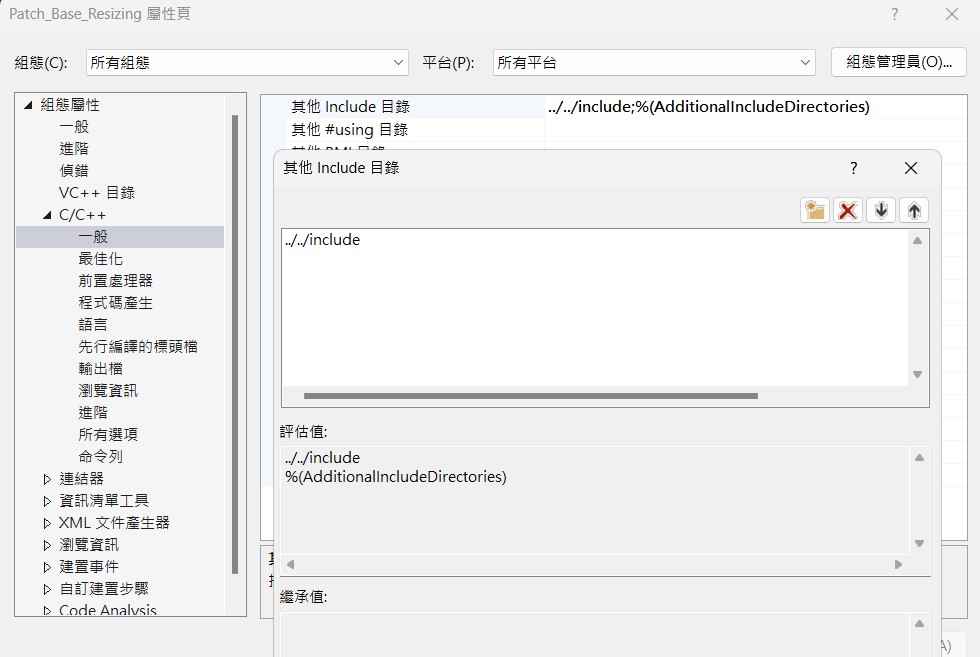 Patch_Base_Resizing 屬性頁
組態(C): 所有組態 平台(P): 所有平台 組態管理員(O)...
組態屬性
一般
進階
偵錯
VC++ 目錄
C/C++
一般
最佳化
前置處理器
程式碼產生
語言
先行編譯的標頭檔
輸出檔
瀏覽資訊
進階
所有選項
命令列
連結器
資訊清單工具
XML 文件產生器
瀏覽資訊
建置事件
自訂建置步驟
Code Analysis
其他 Include 目錄 ../../include;%(AdditionalIncludeDirectories)
其他 #using 目錄
其他 Include 目錄
../../include
評估值:
../../include
%(AdditionalIncludeDirectories)
繼承值: